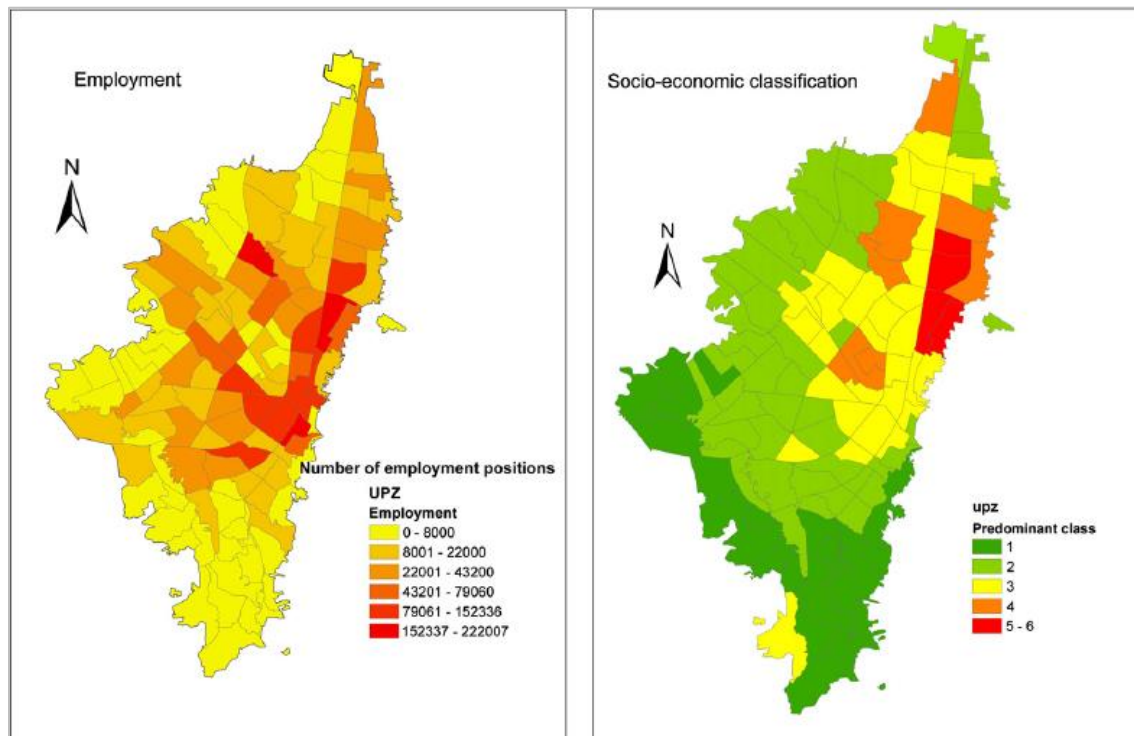 Employment
N
Number of employment positions
UPZ
Employment
0 - 8000
8001 - 22000
22001 - 43200
43201 - 79060
79061 - 152336
152337 - 222007
Socio-economic classification
N
upz
Predominant class
1
2
3
4
5 - 6